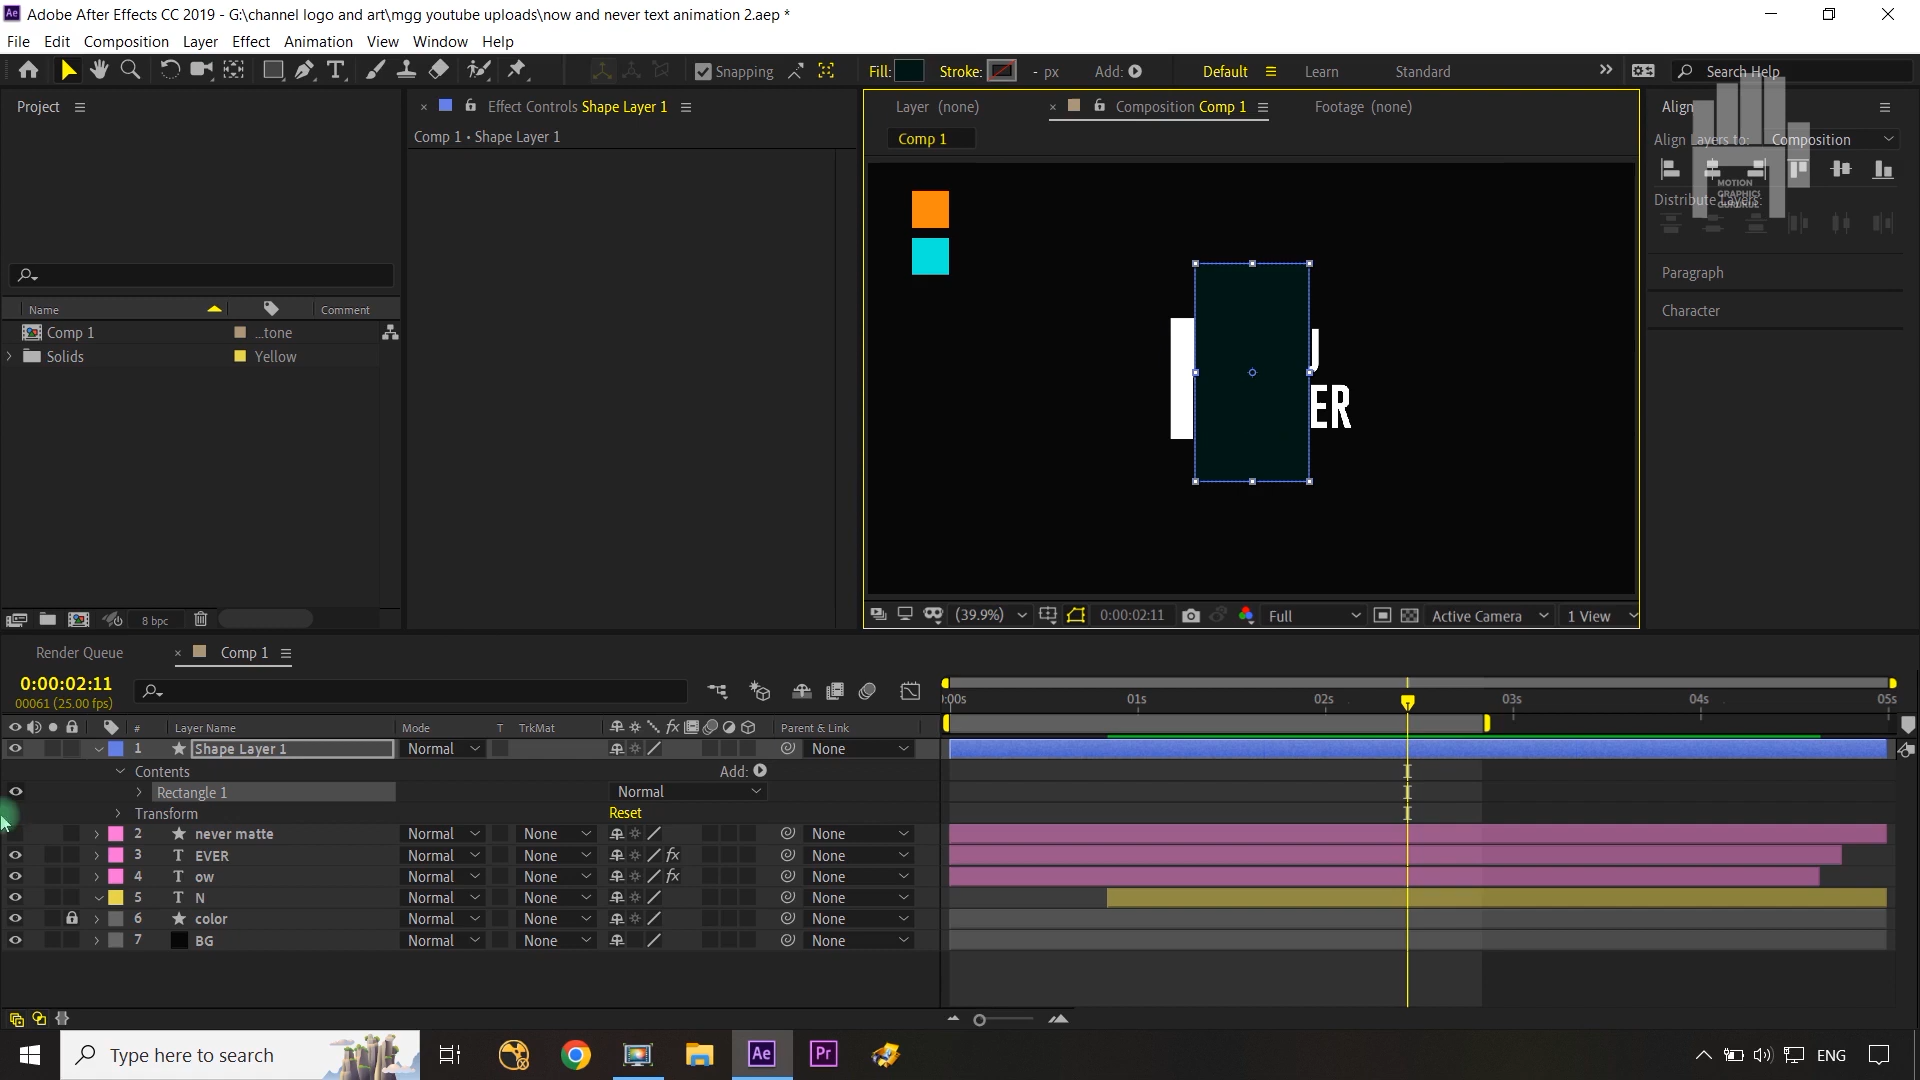 Adobe After Effects CC 2019 - G:\channel logo and art\mgg youtube uploads\now and never text animation 2.aep *
File Edit Composition Layer Effect Animation View Window Help
Snapping Fill: Stroke: - px Add: Default Learn Standard Search Help
Project
Effect Controls Shape Layer 1
Layer (none) Composition Comp 1 Footage (none)
Align
Comp 1 • Shape Layer 1
Comp 1
Align Layers to: Composition
MOTION
GRAPHICS
GURUKUL
Distribute Layers:
Paragraph
Character
Name Comment
Comp 1 ...tone
Solids Yellow
ER
8 bpc
(39.9%) 0:00:02:11 Full Active Camera 1 View
Render Queue Comp 1
0:00:02:11
00061 (25.00 fps)
:00s 01s 02s 03s 04s 05s
# Layer Name Mode T TrkMat fx Parent & Link
1 Shape Layer 1 Normal None
Contents Add:
Rectangle 1 Normal
Transform Reset
2 never matte Normal None None
3 T EVER Normal None fx None
4 T ow Normal None fx None
5 T N Normal None None
6 color Normal None None
7 BG Normal None None
Type here to search Ae Pr ENG